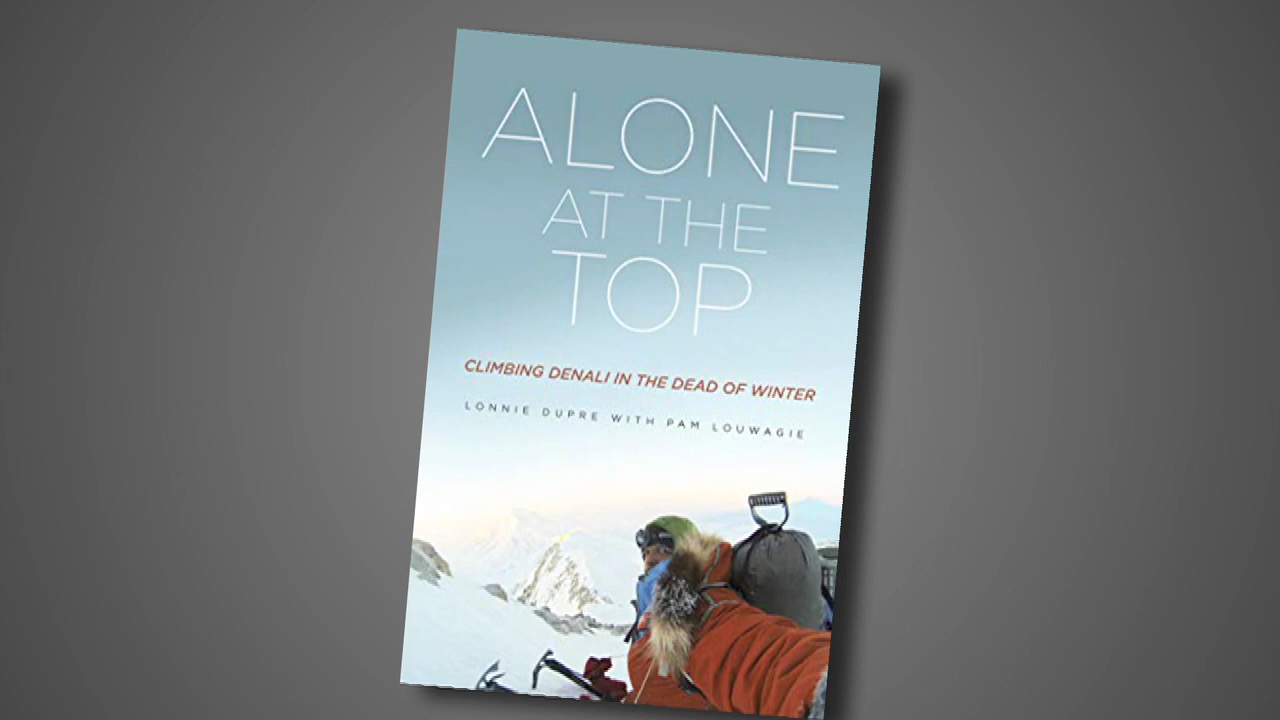 ALONE
AT THE
TOP
CLIMBING DENALI IN THE DEAD OF WINTER
LONNIE DUPRE WITH PAM LOUWAGIE